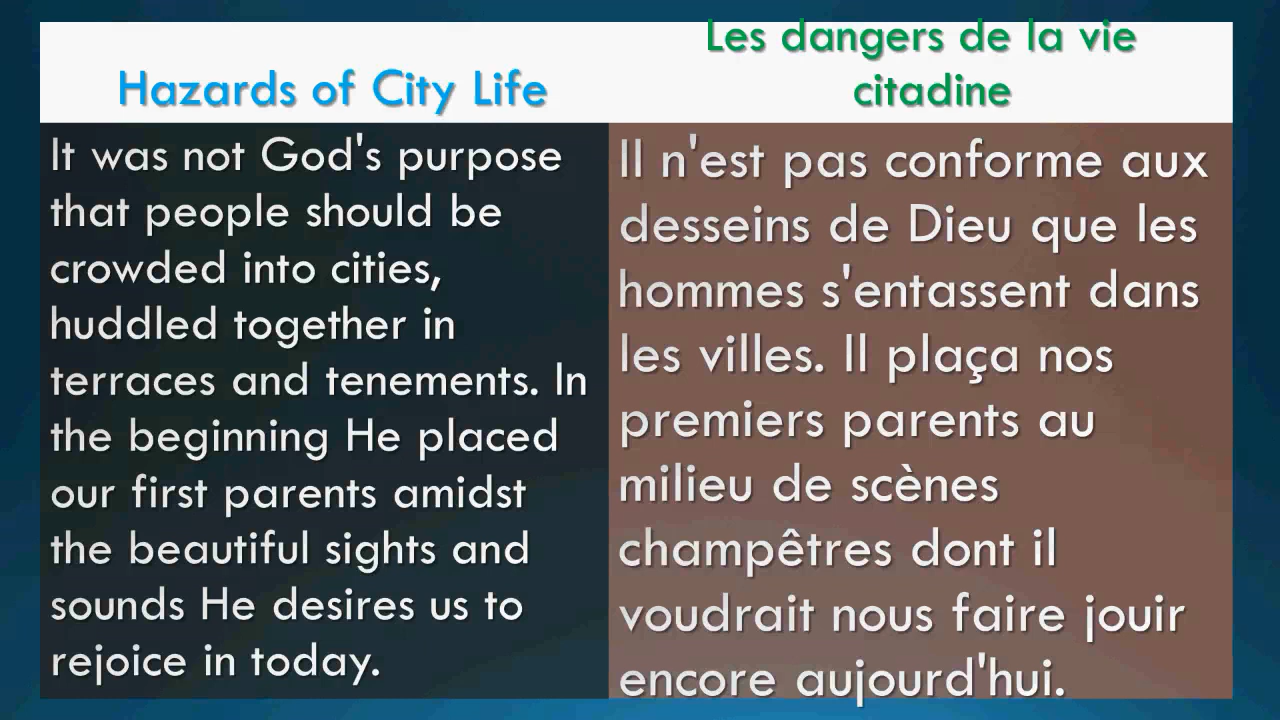 Hazards of City Life
It was not God's purpose
that people should be
crowded into cities,
huddled together in
terraces and tenements. In
the beginning He placed
our first parents amidst
the beautiful sights and
sounds He desires us to
rejoice in today.
Les dangers de la vie
citadine
Il n'est pas conforme aux
desseins de Dieu que les
hommes s'entassent dans
les villes. Il plaça nos
premiers parents au
milieu de scènes
champêtres dont il
voudrait nous faire jouir
encore aujourd'hui.